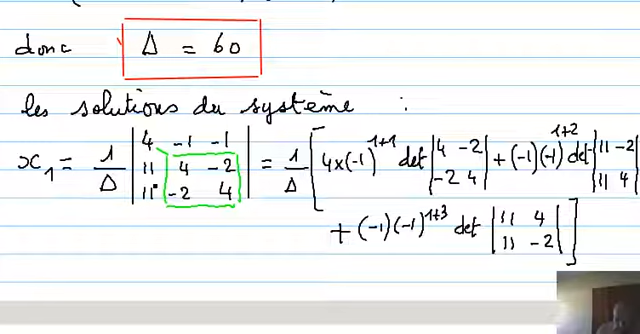 donc Δ = 60
les solutions du système :
x₁ = 1/Δ |4 -1 -1; 11 4 -2; 11 -2 4| = 1/Δ [4×(-1)¹⁺¹ det |4 -2; -2 4| + (-1)(-1)¹⁺² det |11 -2; 11 4|
+ (-1)(-1)¹⁺³ det |11 4; 11 -2|]